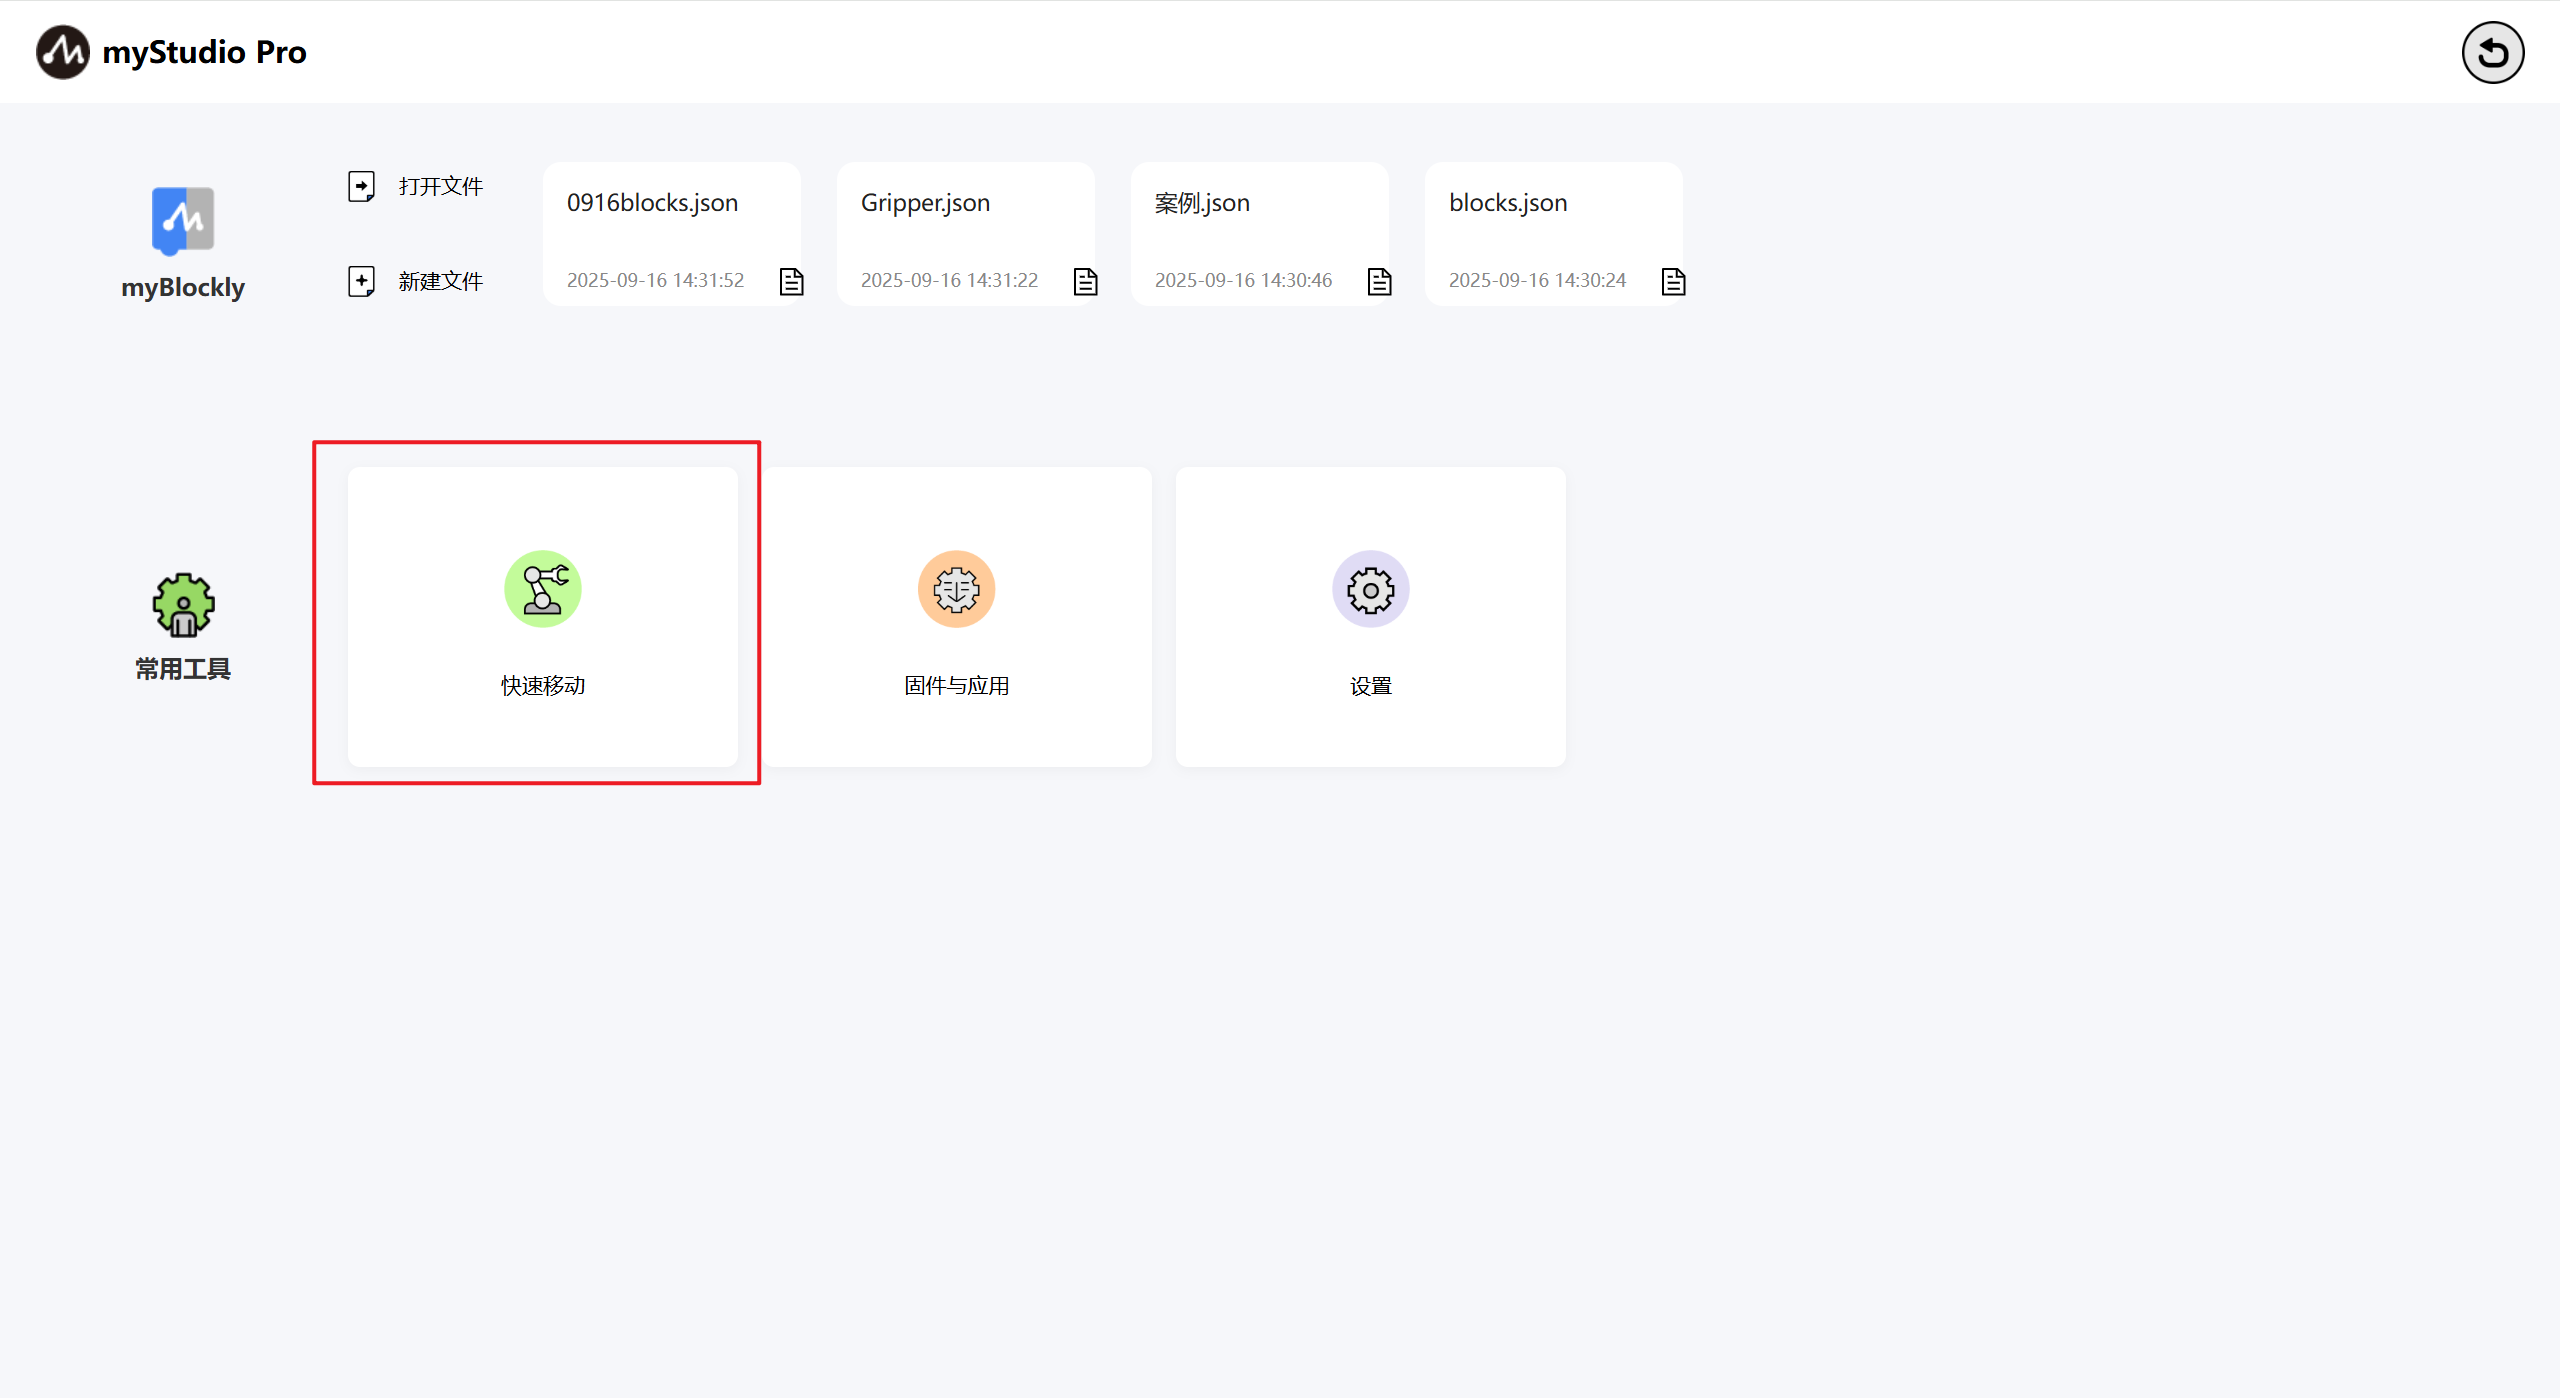 myStudio Pro
myBlockly
打开文件
新建文件
0916blocks.json
2025-09-16 14:31:52
Gripper.json
2025-09-16 14:31:22
案例.json
2025-09-16 14:30:46
blocks.json
2025-09-16 14:30:24
常用工具
快速移动
固件与应用
设置